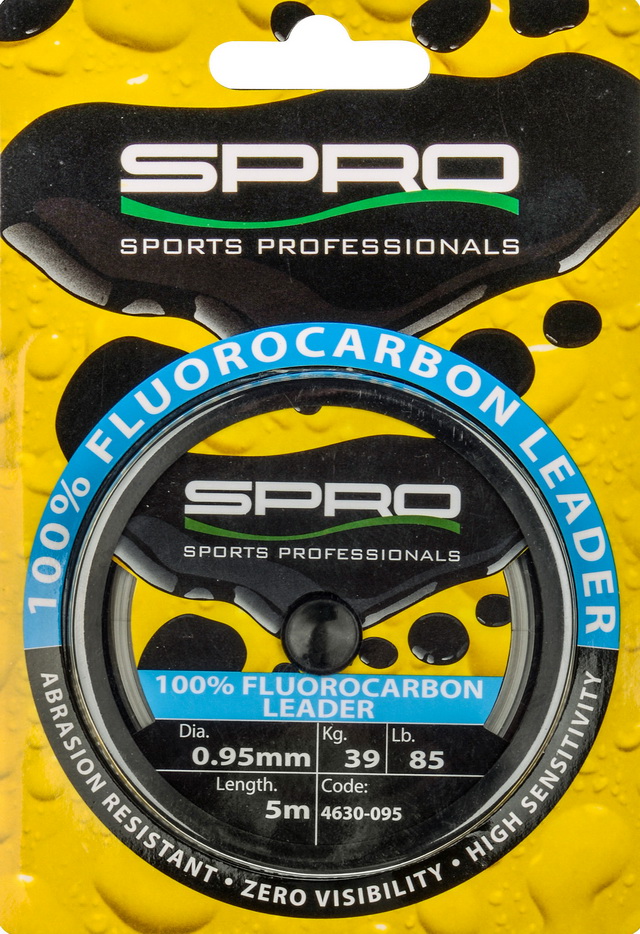 SPRO
SPORTS PROFESSIONALS
100% FLUOROCARBON LEADER
SPRO
SPORTS PROFESSIONALS
100% FLUOROCARBON
LEADER
Dia. Kg. Lb.
0.95mm 39 85
Length. Code:
5m 4630-095
ABRASION RESISTANT • ZERO VISIBILITY • HIGH SENSITIVITY